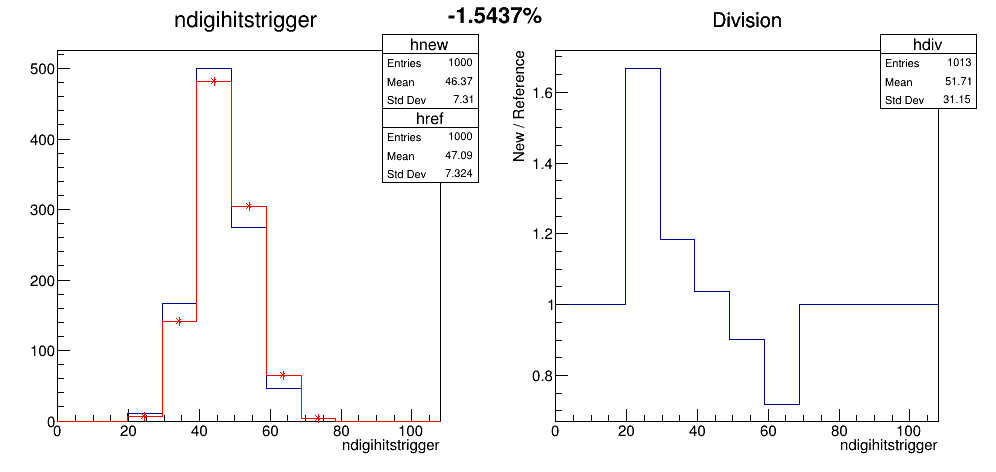 -1.5437%
ndigihitstrigger
hnew
Entries 1000
Mean 46.37
Std Dev 7.31
href
Entries 1000
Mean 47.09
Std Dev 7.324
500
400
300
200
100
0
0 20 40 60 80 100
ndigihitstrigger
Division
hdiv
Entries 1013
Mean 51.71
Std Dev 31.15
New / Reference
1.6
1.4
1.2
1
0.8
0 20 40 60 80 100
ndigihitstrigger